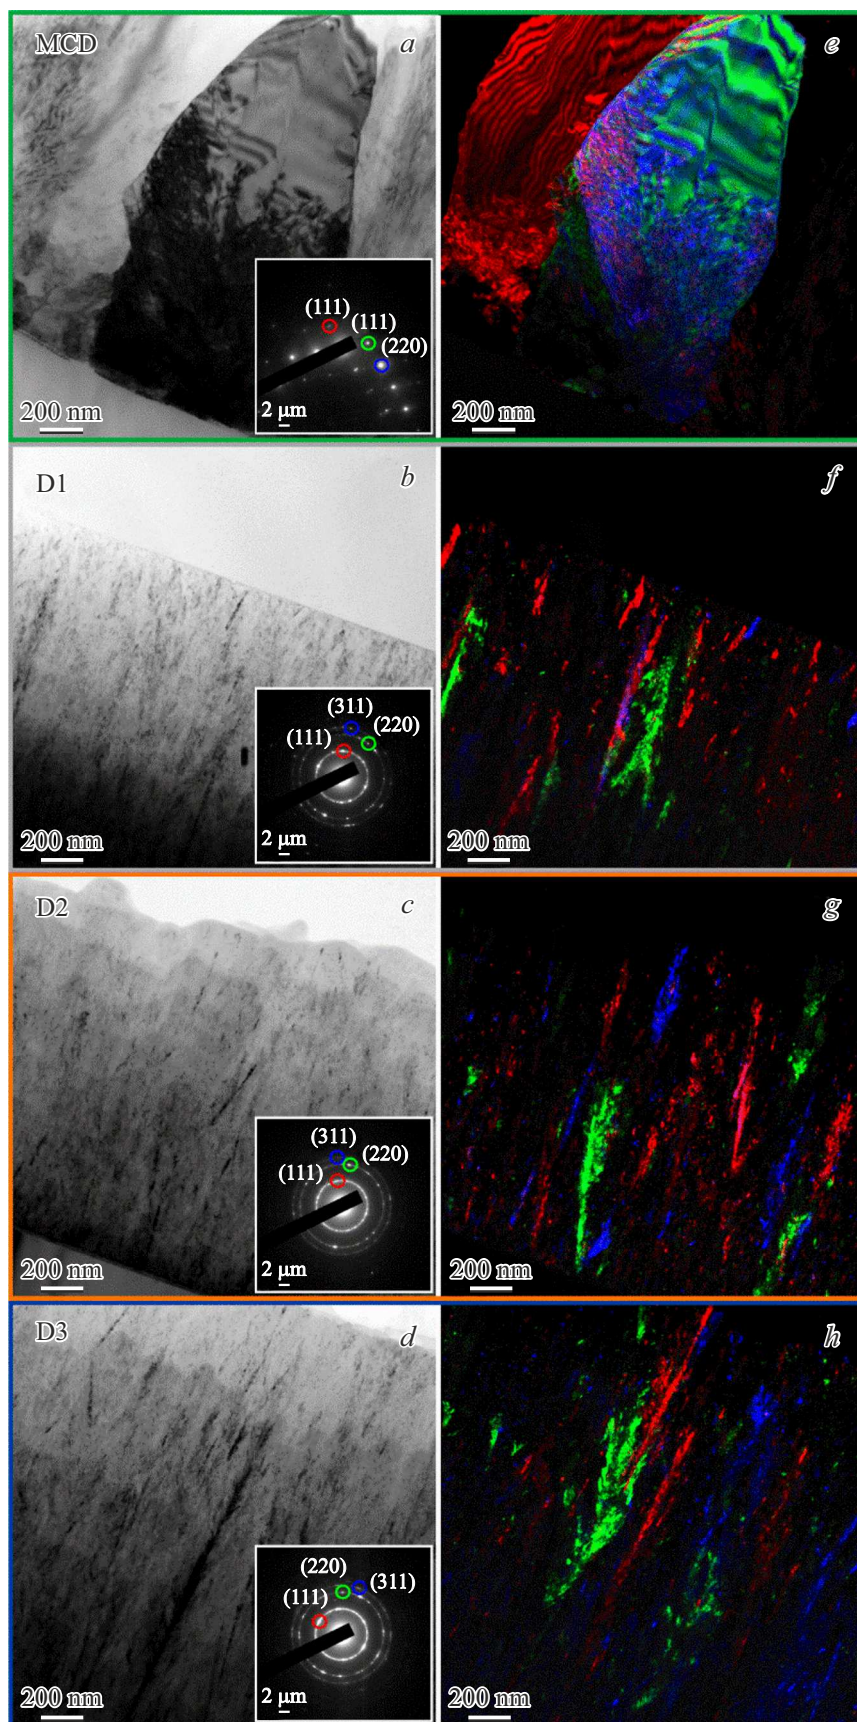 MCD
a
(111)
(111)
(220)
2 μm
200 nm
e
200 nm
D1
b
(311)
(220)
(111)
2 μm
200 nm
f
200 nm
D2
c
(311)
(220)
(111)
2 μm
200 nm
g
200 nm
D3
d
(220)
(311)
(111)
2 μm
200 nm
h
200 nm